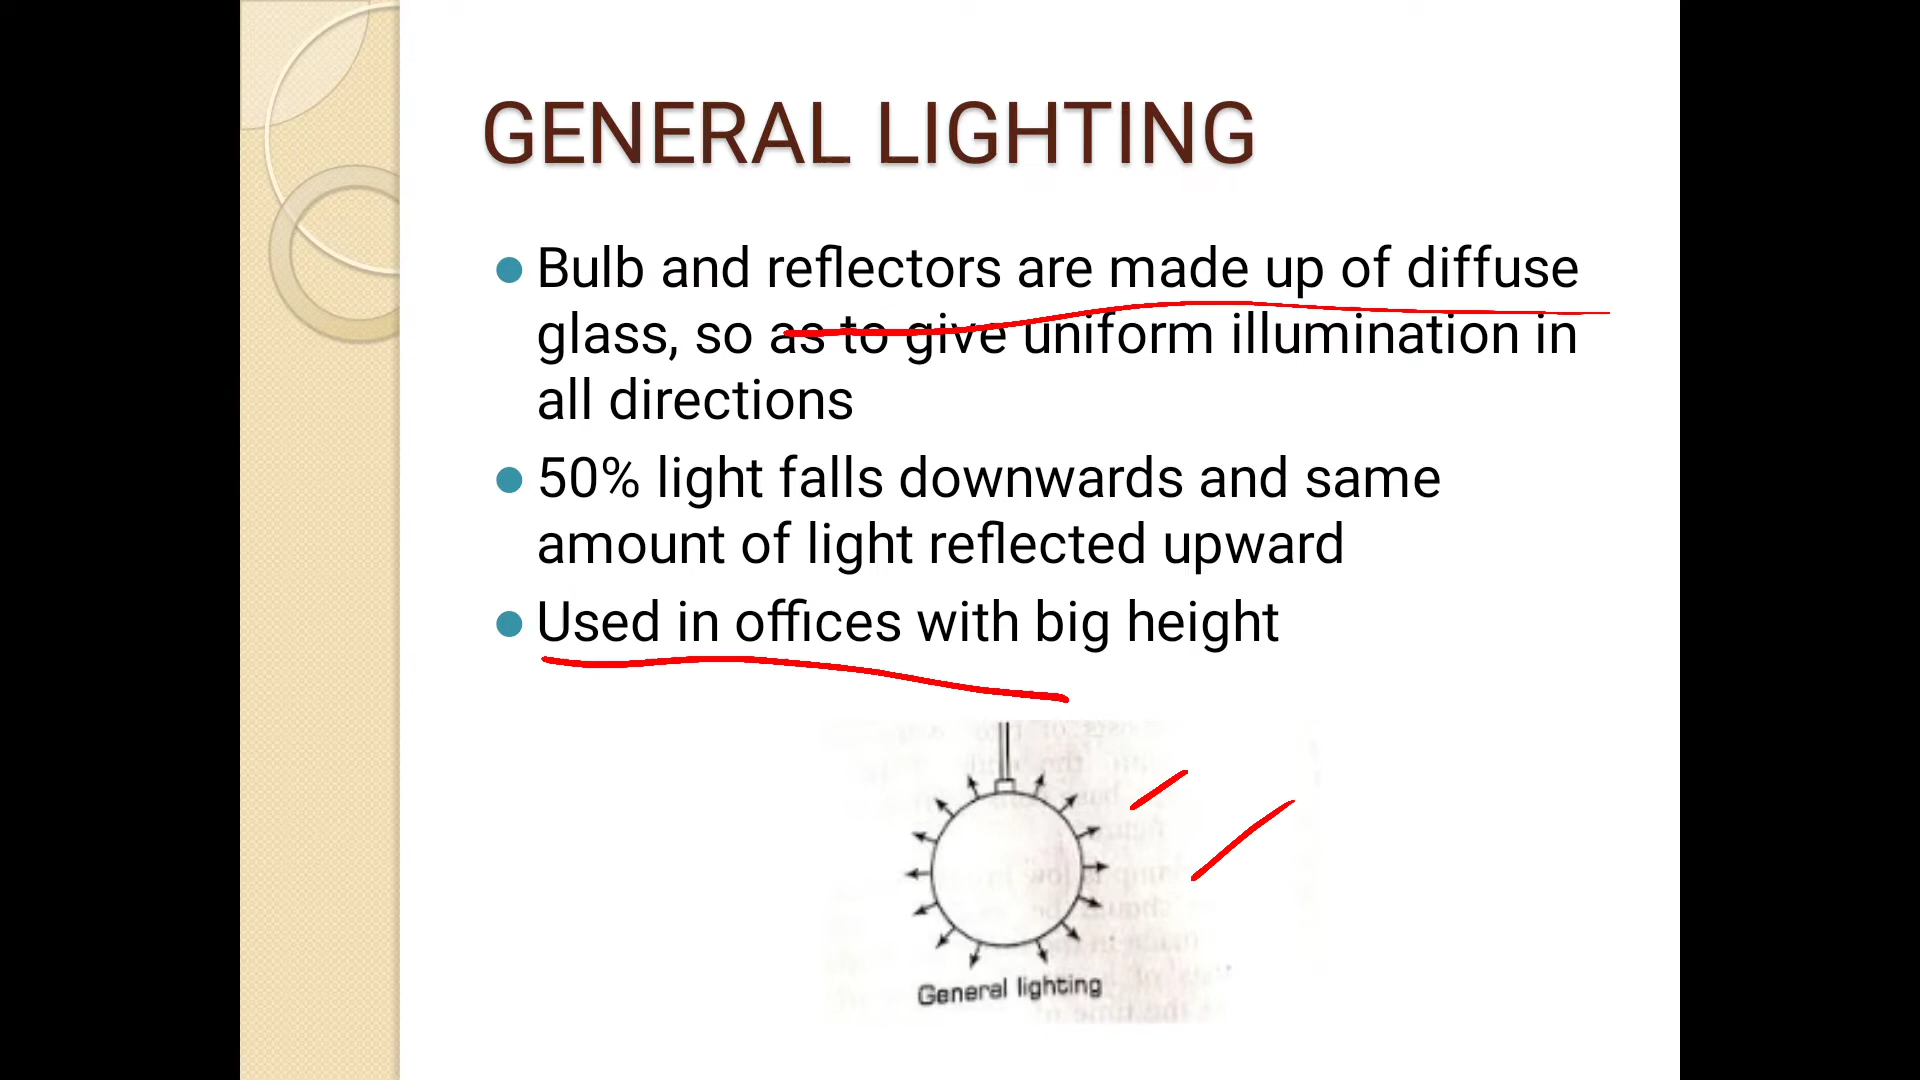 GENERAL LIGHTING
Bulb and reflectors are made up of diffuse
glass, so as to give uniform illumination in
all directions
50% light falls downwards and same
amount of light reflected upward
Used in offices with big height
General lighting